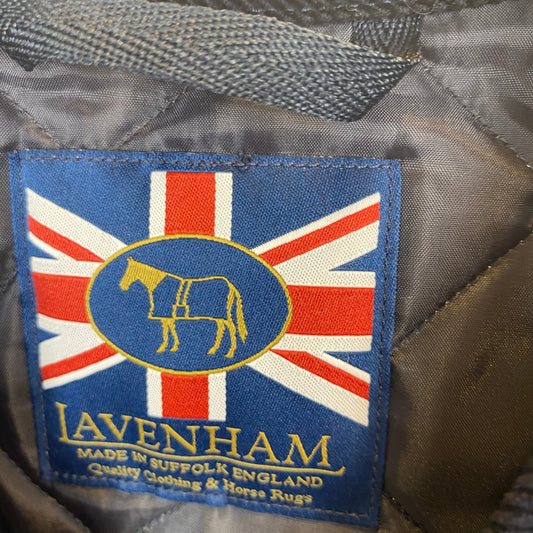 LAVENHAM
MADE IN SUFFOLK ENGLAND
Quality Clothing & Horse Rugs